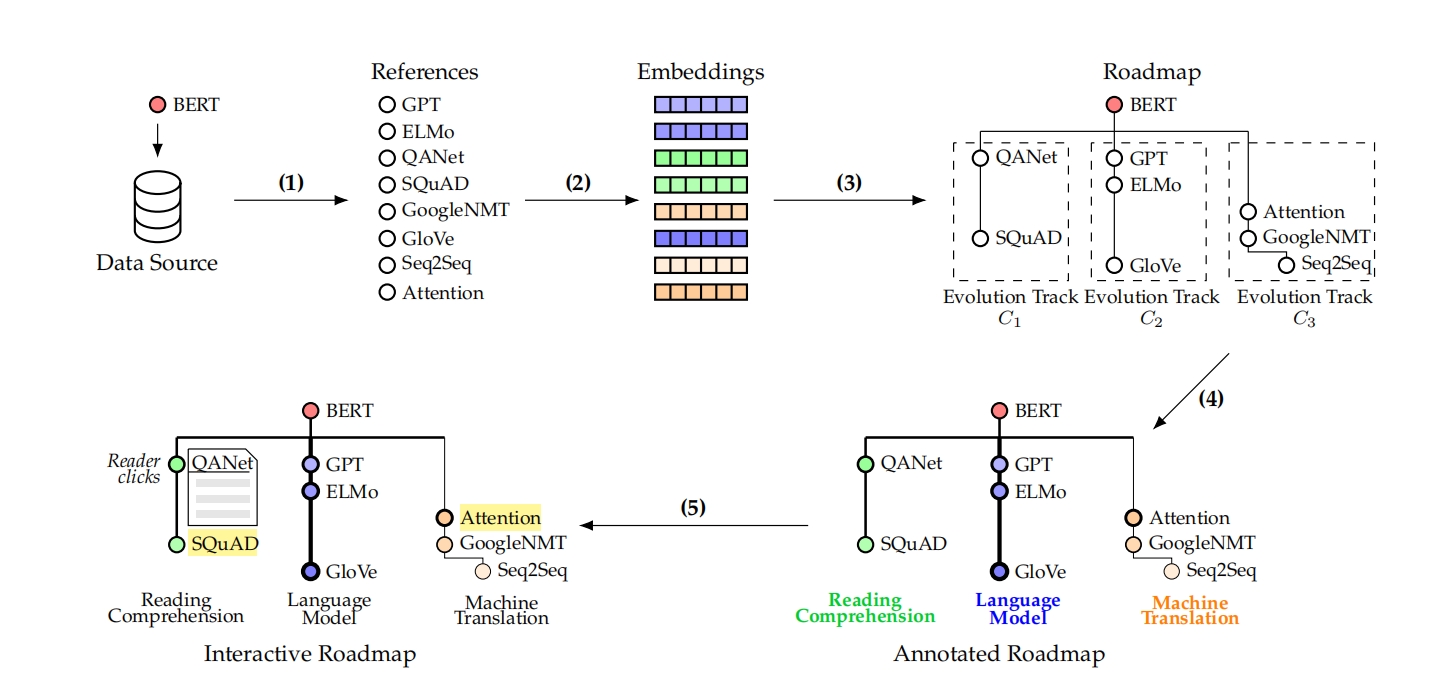 References
Embeddings
Roadmap
BERT
GPT
ELMo
QANet
SQuAD
GoogleNMT
GloVe
Seq2Seq
Attention
Data Source
(1)
(2)
(3)
BERT
QANet
SQuAD
GPT
ELMo
GloVe
Attention
GoogleNMT
Seq2Seq
Evolution Track
C1
Evolution Track
C2
Evolution Track
C3
(4)
BERT
QANet
SQuAD
GPT
ELMo
GloVe
Attention
GoogleNMT
Seq2Seq
Reading
Comprehension
Language
Model
Machine
Translation
Annotated Roadmap
(5)
BERT
Reader
clicks
QANet
SQuAD
GPT
ELMo
GloVe
Attention
GoogleNMT
Seq2Seq
Reading
Comprehension
Language
Model
Machine
Translation
Interactive Roadmap